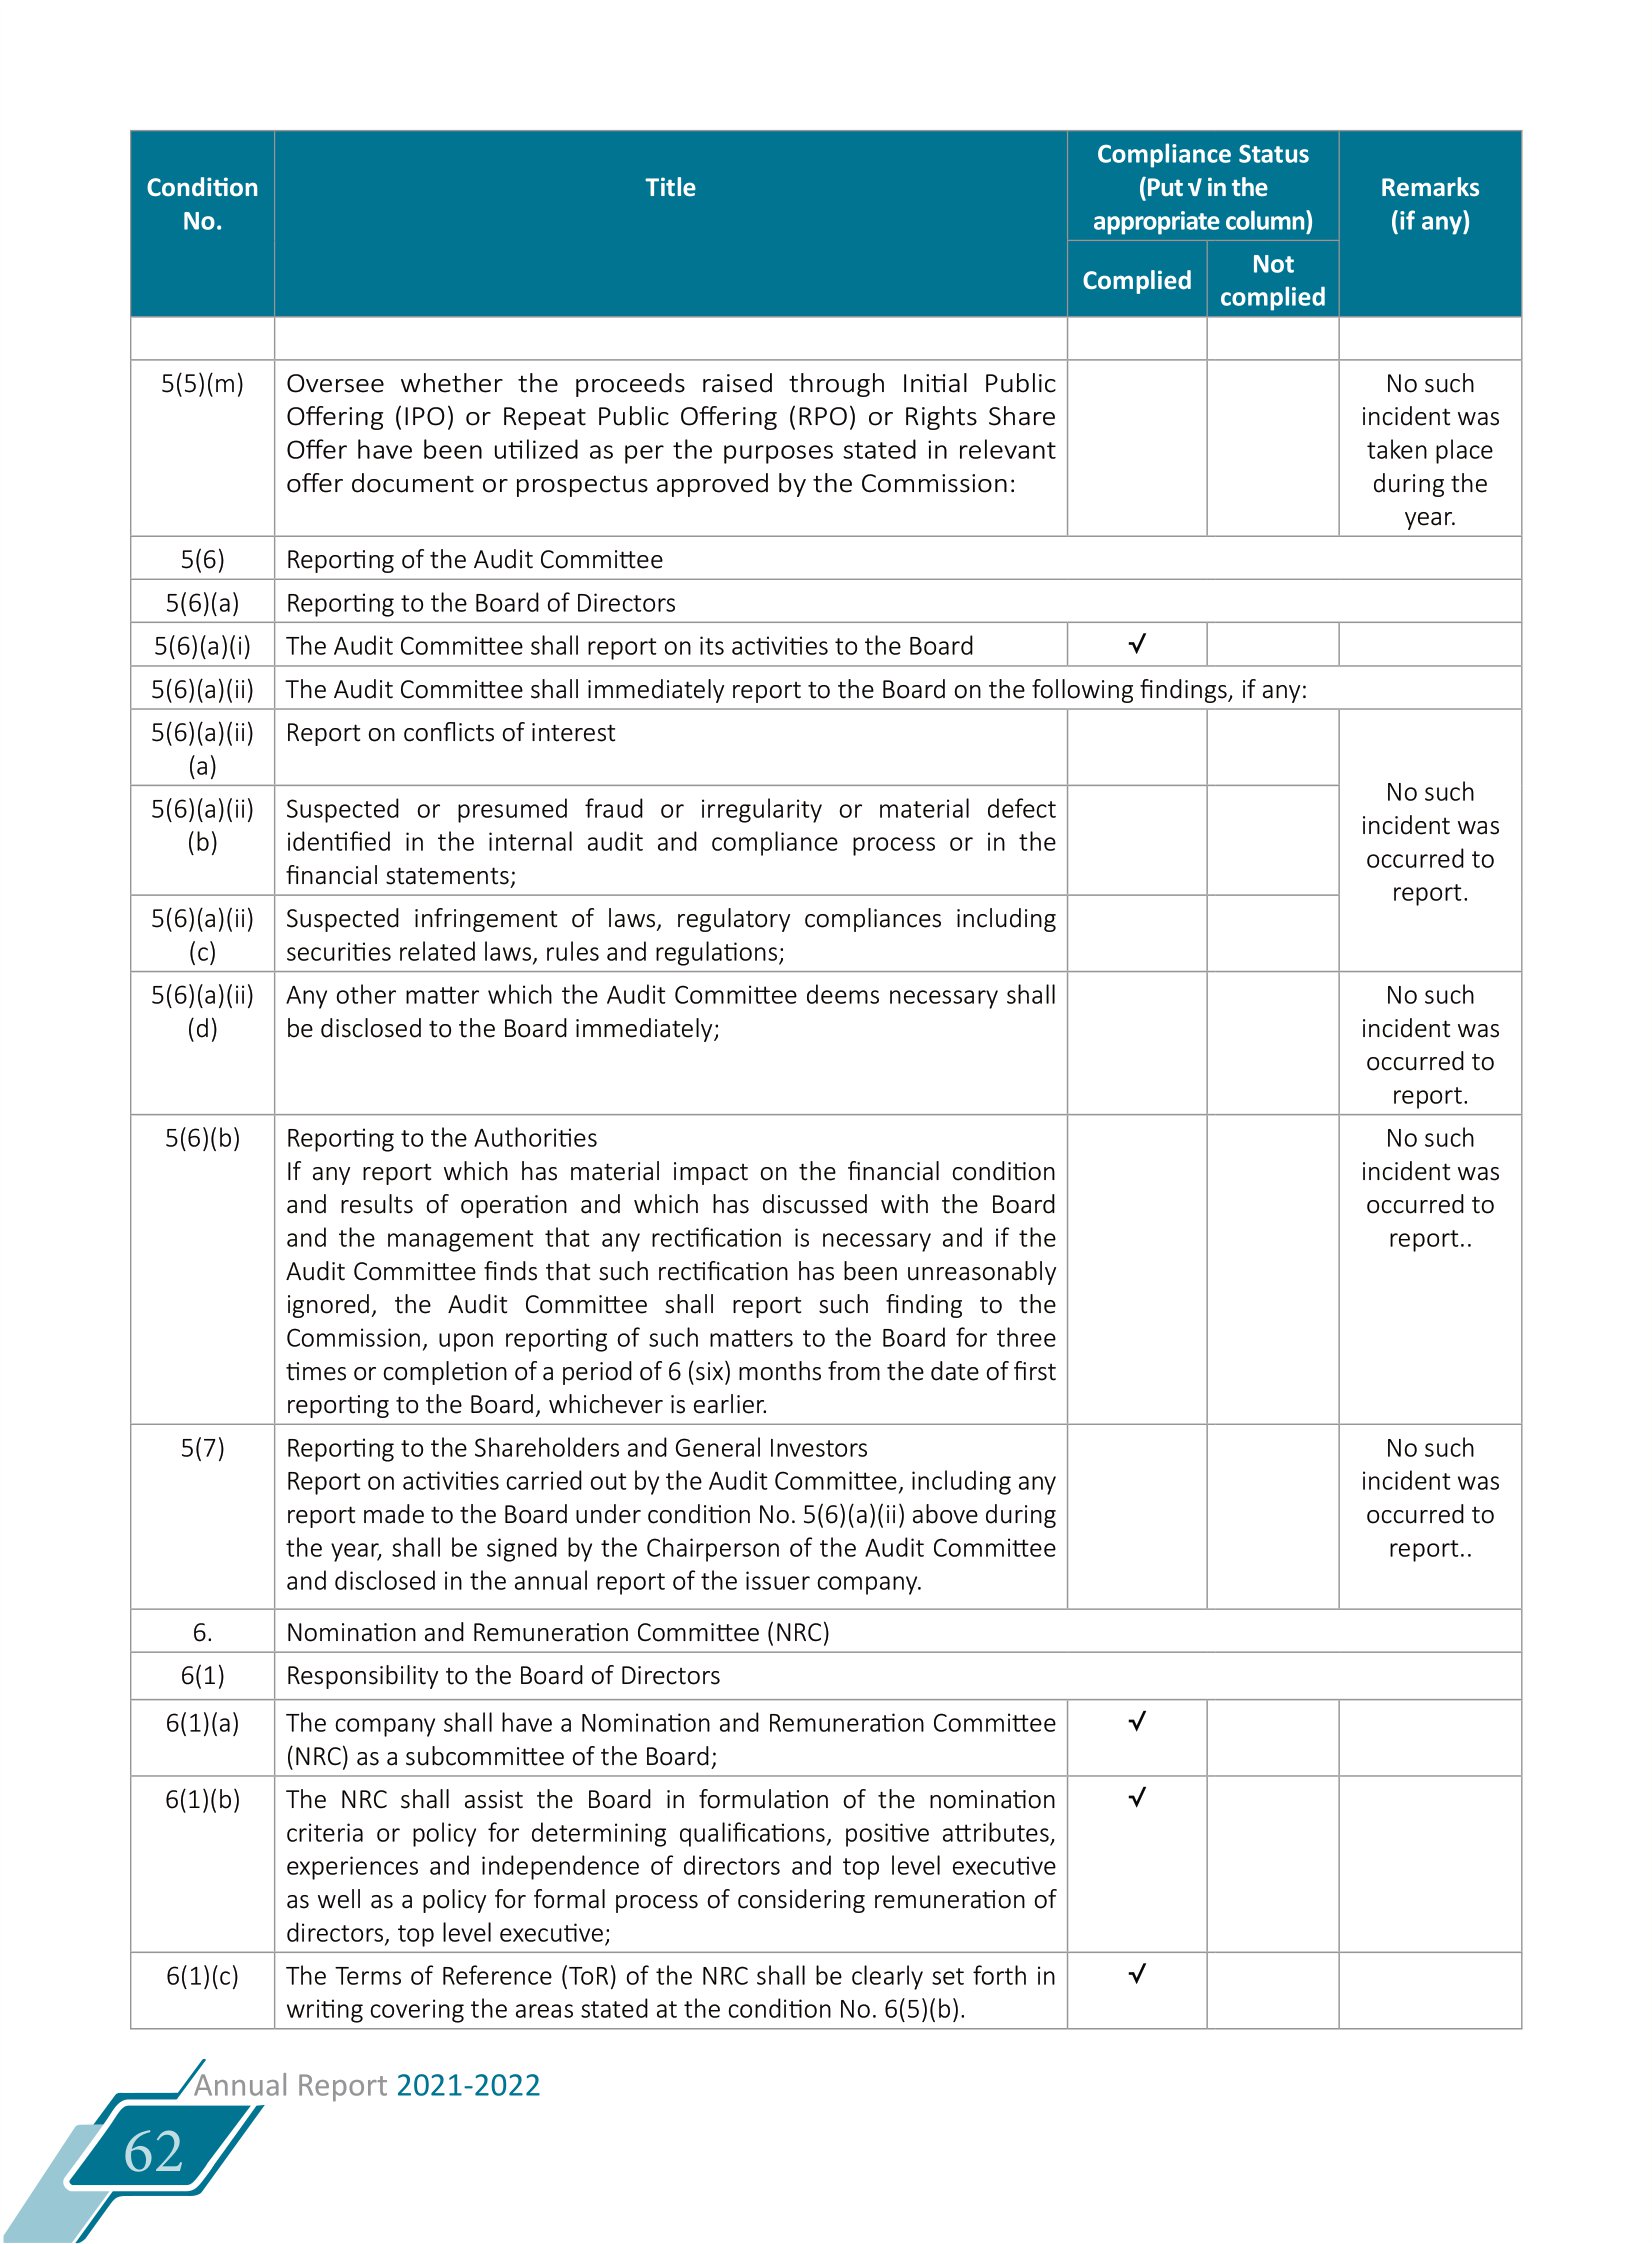 Condition No.
Title
Compliance Status
(Put √ in the
appropriate column)
Remarks
(if any)
Complied
Not
complied
5(5)(m)
Oversee whether the proceeds raised through Initial Public
Offering (IPO) or Repeat Public Offering (RPO) or Rights Share
Offer have been utilized as per the purposes stated in relevant
offer document or prospectus approved by the Commission:
No such
incident was
taken place
during the
year.
5(6)
Reporting of the Audit Committee
5(6)(a)
Reporting to the Board of Directors
5(6)(a)(i)
The Audit Committee shall report on its activities to the Board
√
5(6)(a)(ii)
The Audit Committee shall immediately report to the Board on the following findings, if any:
5(6)(a)(ii)
(a)
Report on conflicts of interest
No such
incident was
occurred to
report.
5(6)(a)(ii)
(b)
Suspected or presumed fraud or irregularity or material defect
identified in the internal audit and compliance process or in the
financial statements;
5(6)(a)(ii)
(c)
Suspected infringement of laws, regulatory compliances including
securities related laws, rules and regulations;
5(6)(a)(ii)
(d)
Any other matter which the Audit Committee deems necessary shall
be disclosed to the Board immediately;
No such
incident was
occurred to
report.
5(6)(b)
Reporting to the Authorities
If any report which has material impact on the financial condition
and results of operation and which has discussed with the Board
and the management that any rectification is necessary and if the
Audit Committee finds that such rectification has been unreasonably
ignored, the Audit Committee shall report such finding to the
Commission, upon reporting of such matters to the Board for three
times or completion of a period of 6 (six) months from the date of first
reporting to the Board, whichever is earlier.
No such
incident was
occurred to
report..
5(7)
Reporting to the Shareholders and General Investors
Report on activities carried out by the Audit Committee, including any
report made to the Board under condition No. 5(6)(a)(ii) above during
the year, shall be signed by the Chairperson of the Audit Committee
and disclosed in the annual report of the issuer company.
No such
incident was
occurred to
report..
6.
Nomination and Remuneration Committee (NRC)
6(1)
Responsibility to the Board of Directors
6(1)(a)
The company shall have a Nomination and Remuneration Committee
(NRC) as a subcommittee of the Board;
√
6(1)(b)
The NRC shall assist the Board in formulation of the nomination
criteria or policy for determining qualifications, positive attributes,
experiences and independence of directors and top level executive
as well as a policy for formal process of considering remuneration of
directors, top level executive;
√
6(1)(c)
The Terms of Reference (ToR) of the NRC shall be clearly set forth in
writing covering the areas stated at the condition No. 6(5)(b).
√
Annual Report 2021-2022
62